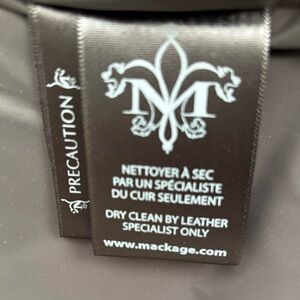 PRECAUTION
M
NETTOYER À SEC
PAR UN SPÉCIALISTE
DU CUIR SEULEMENT
DRY CLEAN BY LEATHER
SPECIALIST ONLY
www.mackage.com